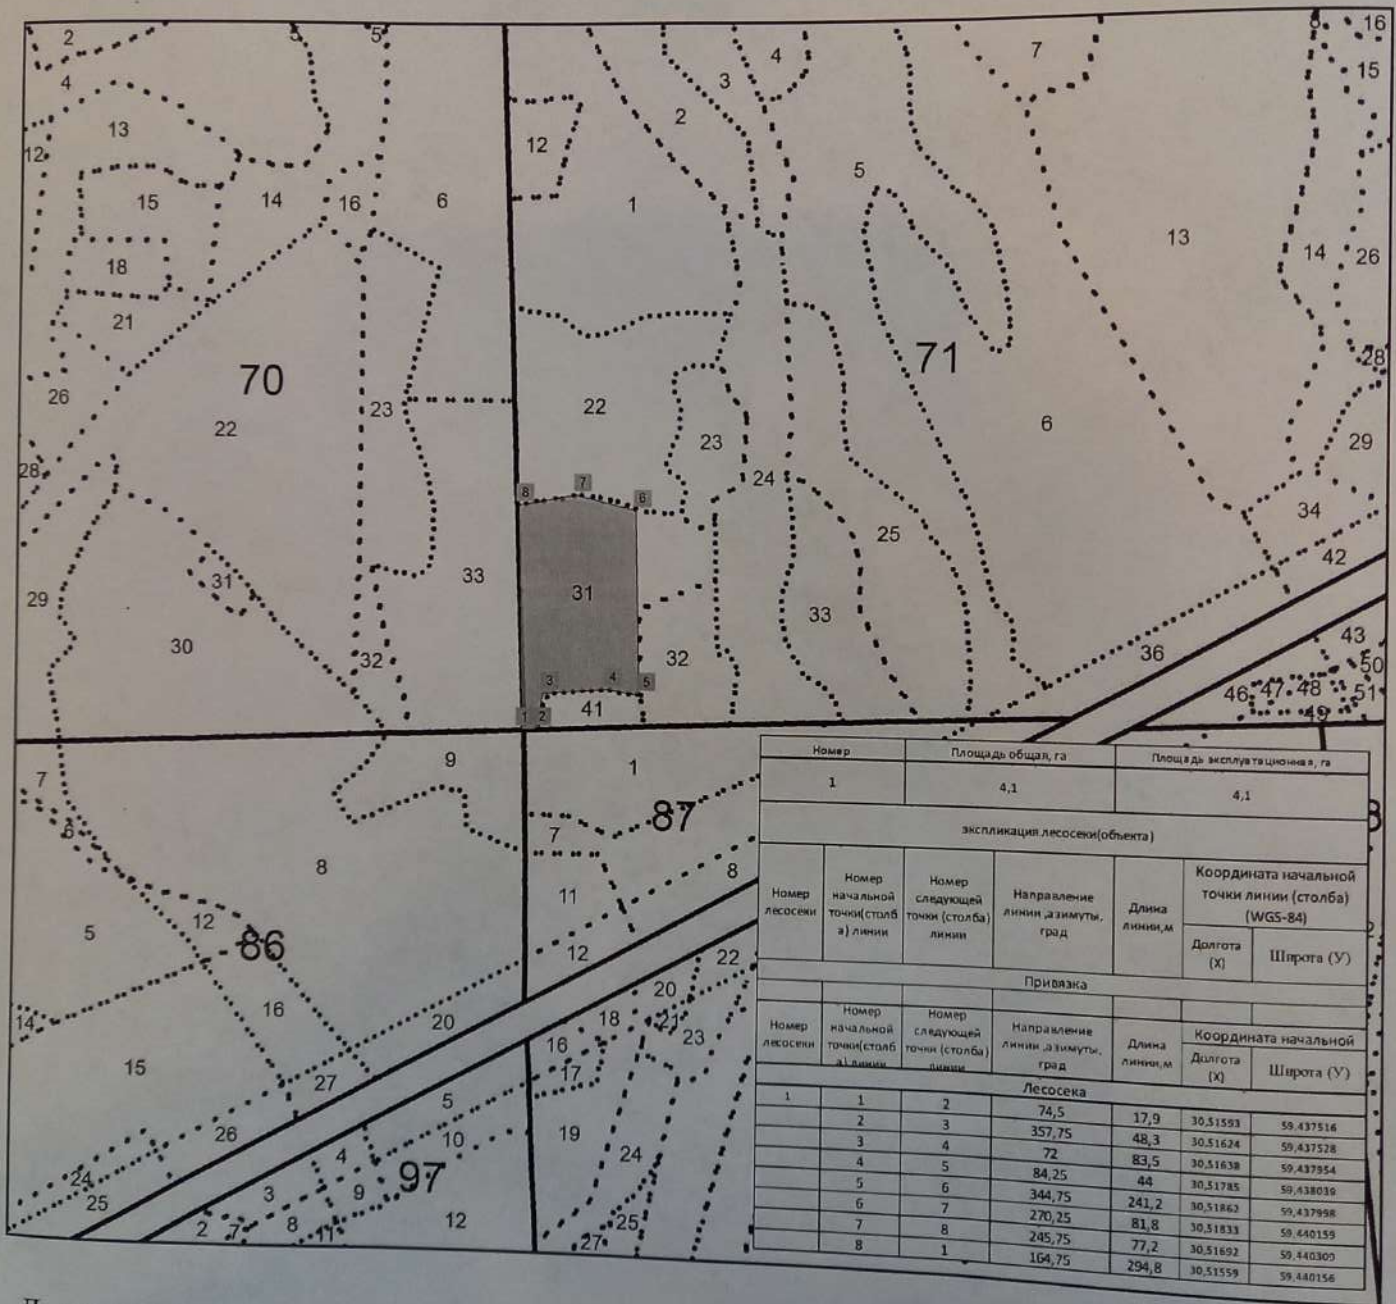 2 5 5 3 4 7 8 16
4 15
13 12 2
12
15 14 16 6 1 5 13 14 26
18
21
70 71 28
26 22 23 22 23 6 29
28 24 34
25 42
29 31 33 31 33
30 32 32 36 43
8 7 6
3 4 5
1 2 41
50
46 47 48 51
49
7 9 1
6 87
8 7 8
12 11
5 86 12
16 22
14 20 20
18 21 23
15 27 16
17
5
26 10 19 24
4
24 97
25 3 9
2 7 8 11 12 27 25
Номер Площадь общая, га Площадь эксплуатационная, га
1 4,1 4,1
экспликация лесосеки(объекта)
Номер лесосеки
Номер начальной точки(столб а) линии
Номер следующей точки (столба) линии
Направление линии ,азимуты, град
Длина линии,м
Координата начальной точки линии (столба) (WGS-84)
Долгота (X) Широта (У)
Привязка
Номер лесосеки
Номер начальной точки(столб а) линии
Номер следующей точки (столба) линии
Направление линии ,азимуты, град
Длина линии,м
Координата начальной
Долгота (X) Широта (У)
Лесосека
1 1 2 74,5 17,9 30,51593 59,437516
2 3 357,75 48,3 30,51624 59,437528
3 4 72 83,5 30,51638 59,437954
4 5 84,25 44 30,51785 59,438039
5 6 344,75 241,2 30,51862 59,437998
6 7 270,25 81,8 30,51833 59,440159
7 8 245,75 77,2 30,51692 59,440309
8 1 164,75 294,8 30,51559 59,440156